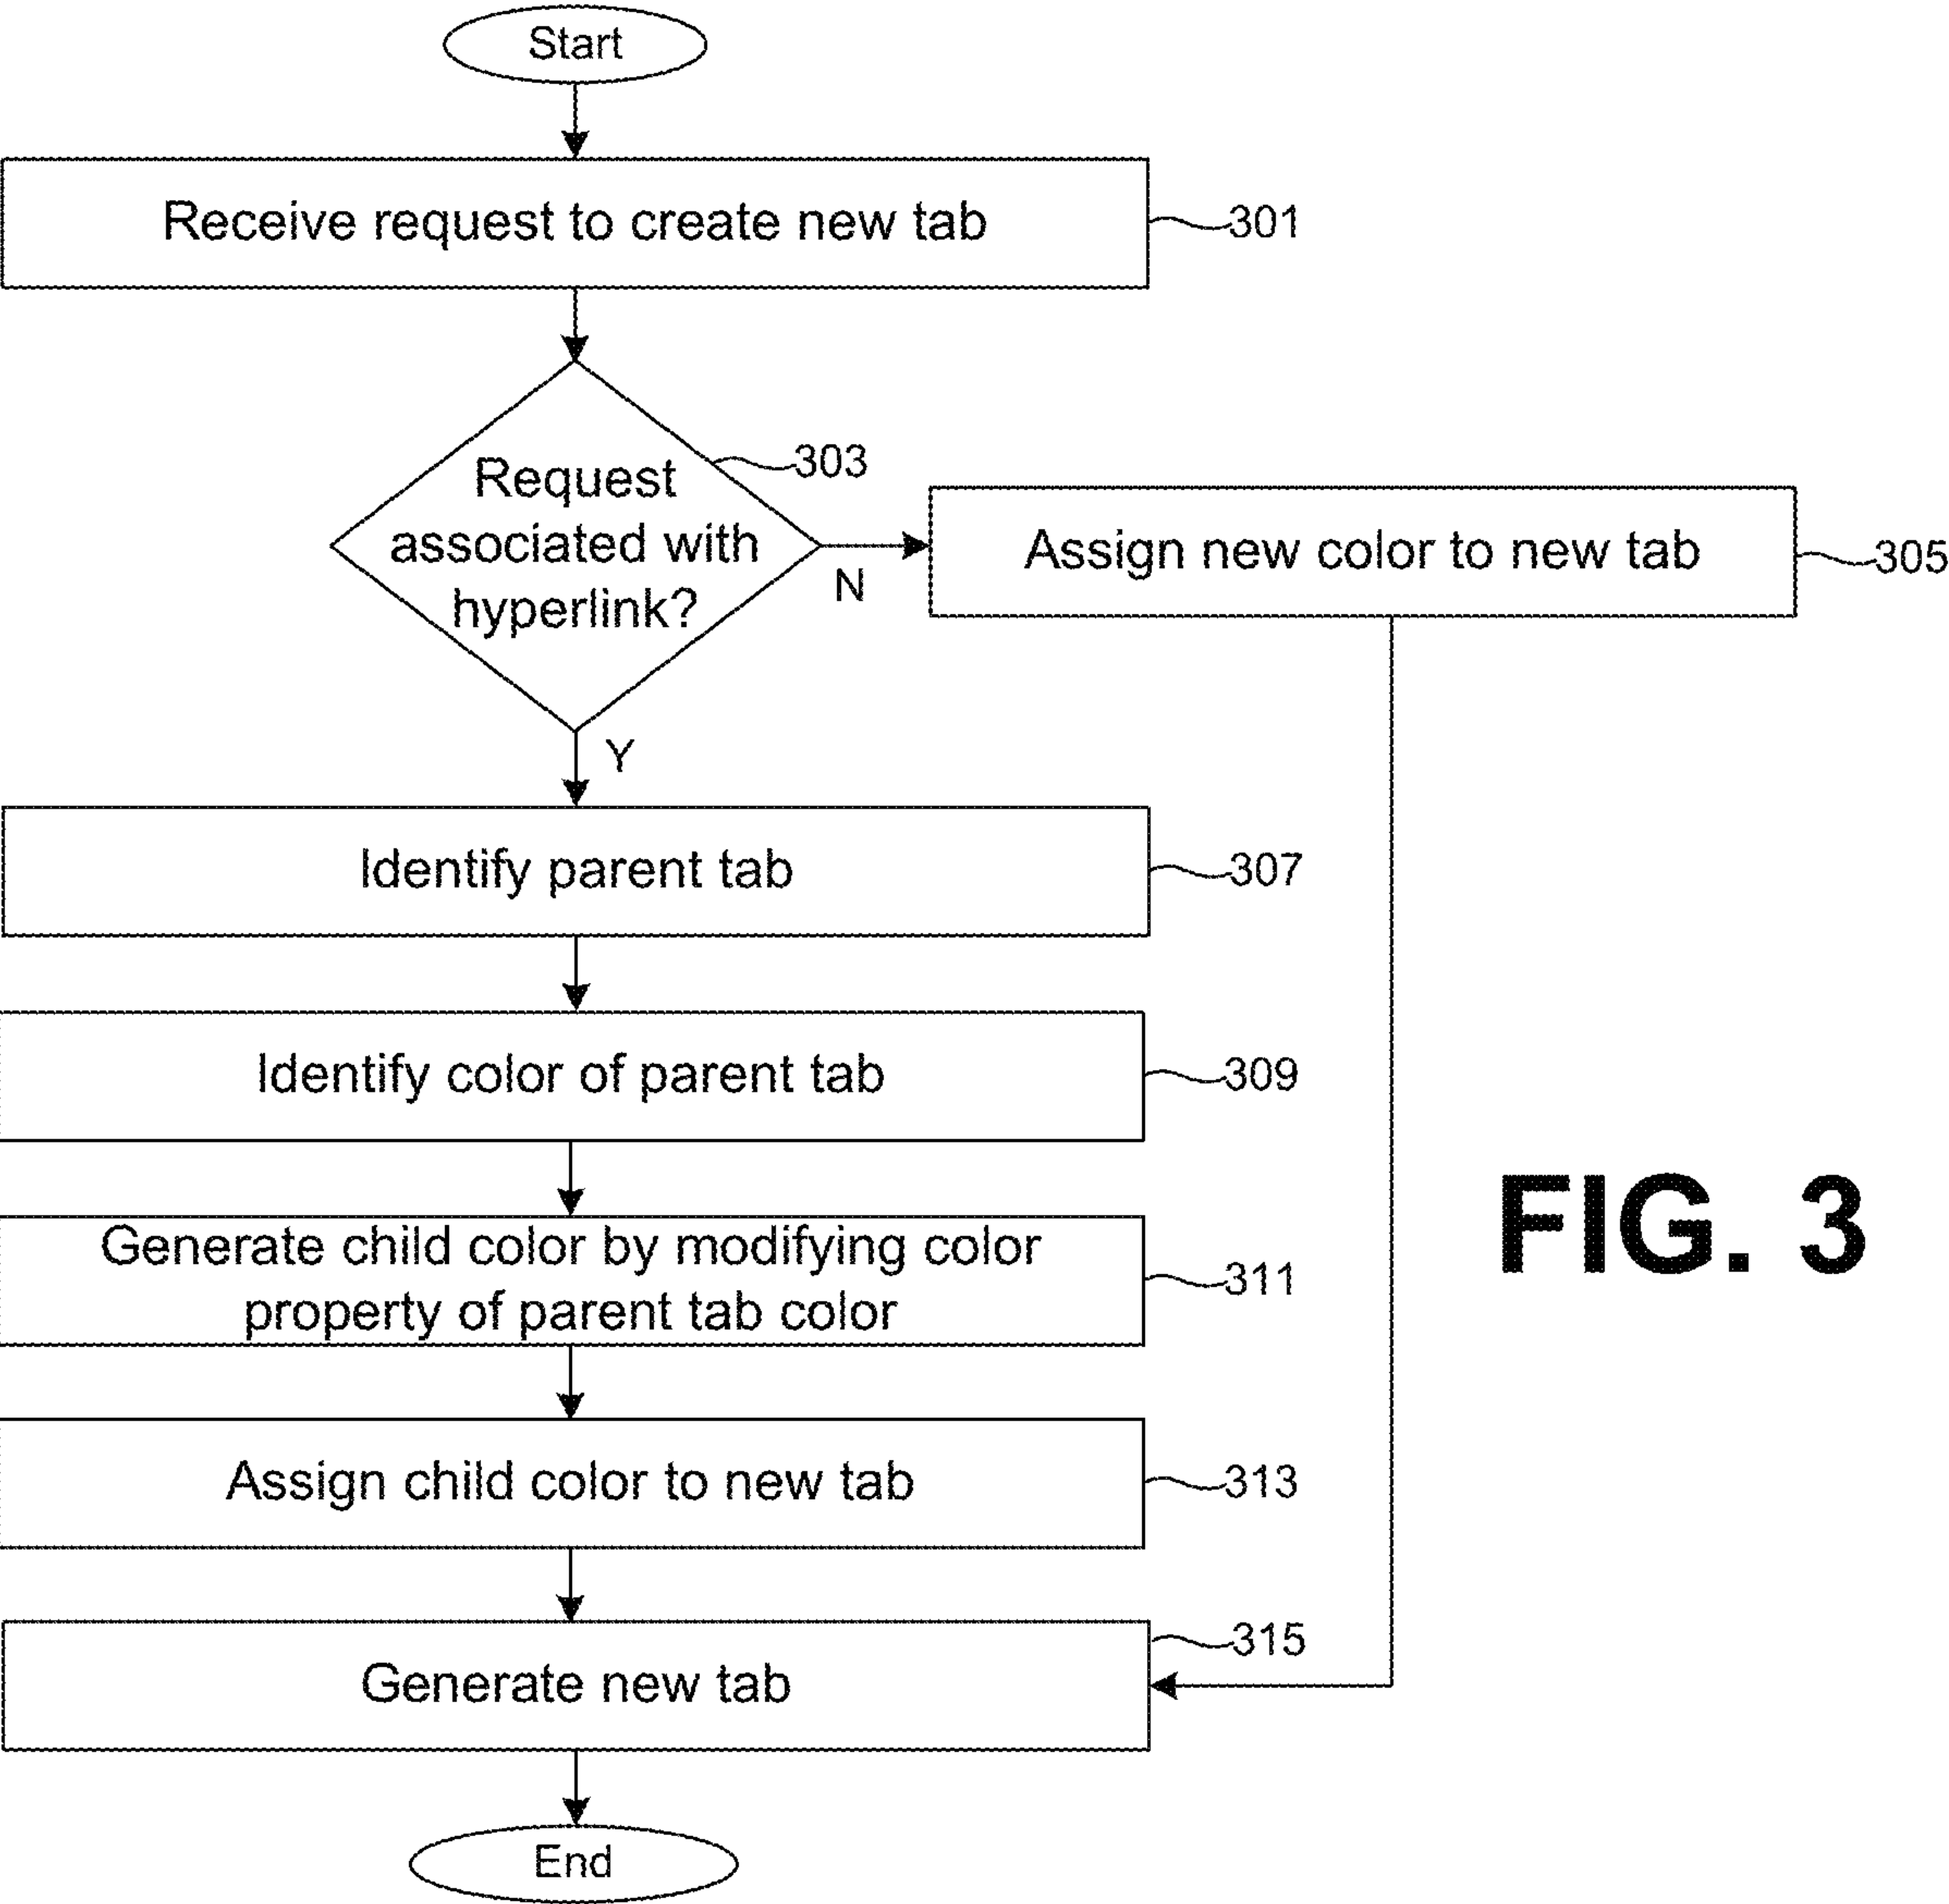 Start
Receive request to create new tab
301
Request
associated with
hyperlink?
303
N
Assign new color to new tab
305
Y
Identify parent tab
307
Identify color of parent tab
309
Generate child color by modifying color
property of parent tab color
311
FIG. 3
Assign child color to new tab
313
Generate new tab
315
End